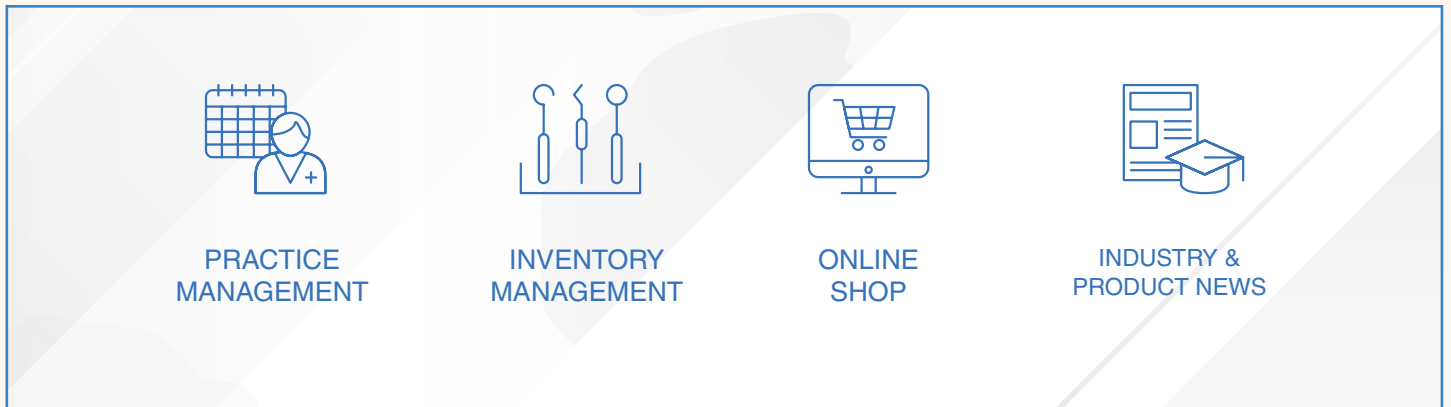 PRACTICE
MANAGEMENT
INVENTORY
MANAGEMENT
ONLINE
SHOP
INDUSTRY &
PRODUCT NEWS